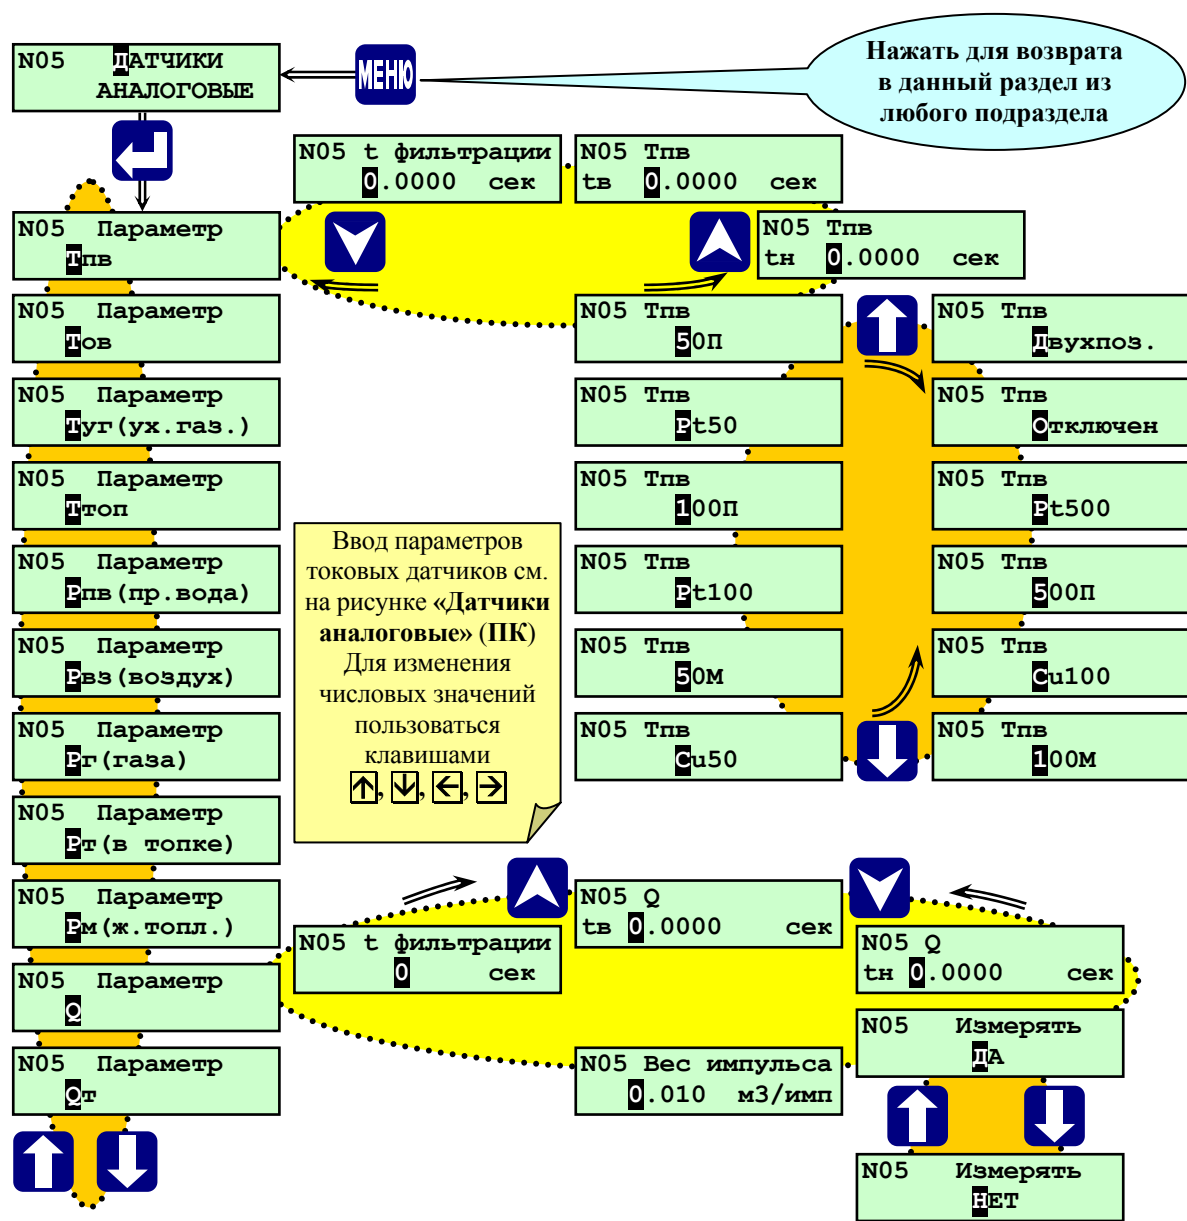 N05 ДАТЧИКИ
АНАЛОГОВЫЕ
МЕНЮ
Нажать для возврата
в данный раздел из
любого подраздела
N05 t фильтрации
0.0000 сек
N05 Тпв
tв 0.0000 сек
N05 Тпв
tн 0.0000 сек
N05 Параметр
Тпв
N05 Параметр
Тов
N05 Параметр
Туг(ух.газ.)
N05 Параметр
Ттоп
N05 Параметр
Рпв(пр.вода)
N05 Параметр
Рвз(воздух)
N05 Параметр
Рг(газа)
N05 Параметр
Рт(в топке)
N05 Параметр
Рм(ж.топл.)
N05 Параметр
Q
N05 Параметр
Qт
N05 Тпв
50П
N05 Тпв
Pt50
N05 Тпв
100П
N05 Тпв
Pt100
N05 Тпв
50М
N05 Тпв
Cu50
N05 Тпв
Двухпоз.
N05 Тпв
Отключен
N05 Тпв
Pt500
N05 Тпв
500П
N05 Тпв
Cu100
N05 Тпв
100М
Ввод параметров
токовых датчиков см.
на рисунке «Датчики
аналоговые» (ПК)
Для изменения
числовых значений
пользоваться
клавишами
↑, ↓, ←, →
N05 t фильтрации
0 сек
N05 Q
tв 0.0000 сек
N05 Q
tн 0.0000 сек
N05 Вес импульса
0.010 м3/имп
N05 Измерять
ДА
N05 Измерять
НЕТ